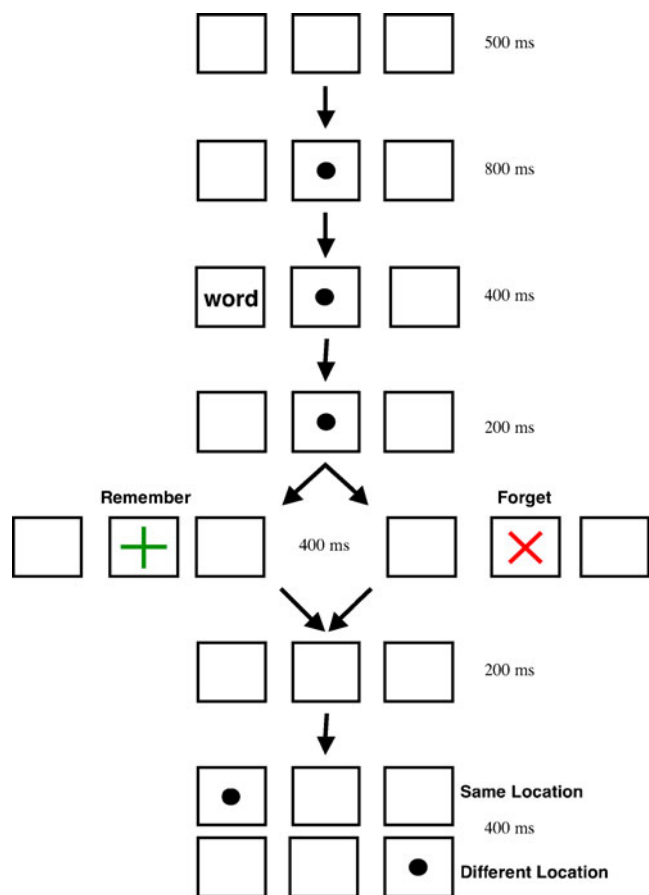 500 ms
800 ms
word
400 ms
200 ms
Remember
Forget
400 ms
200 ms
Same Location
400 ms
Different Location